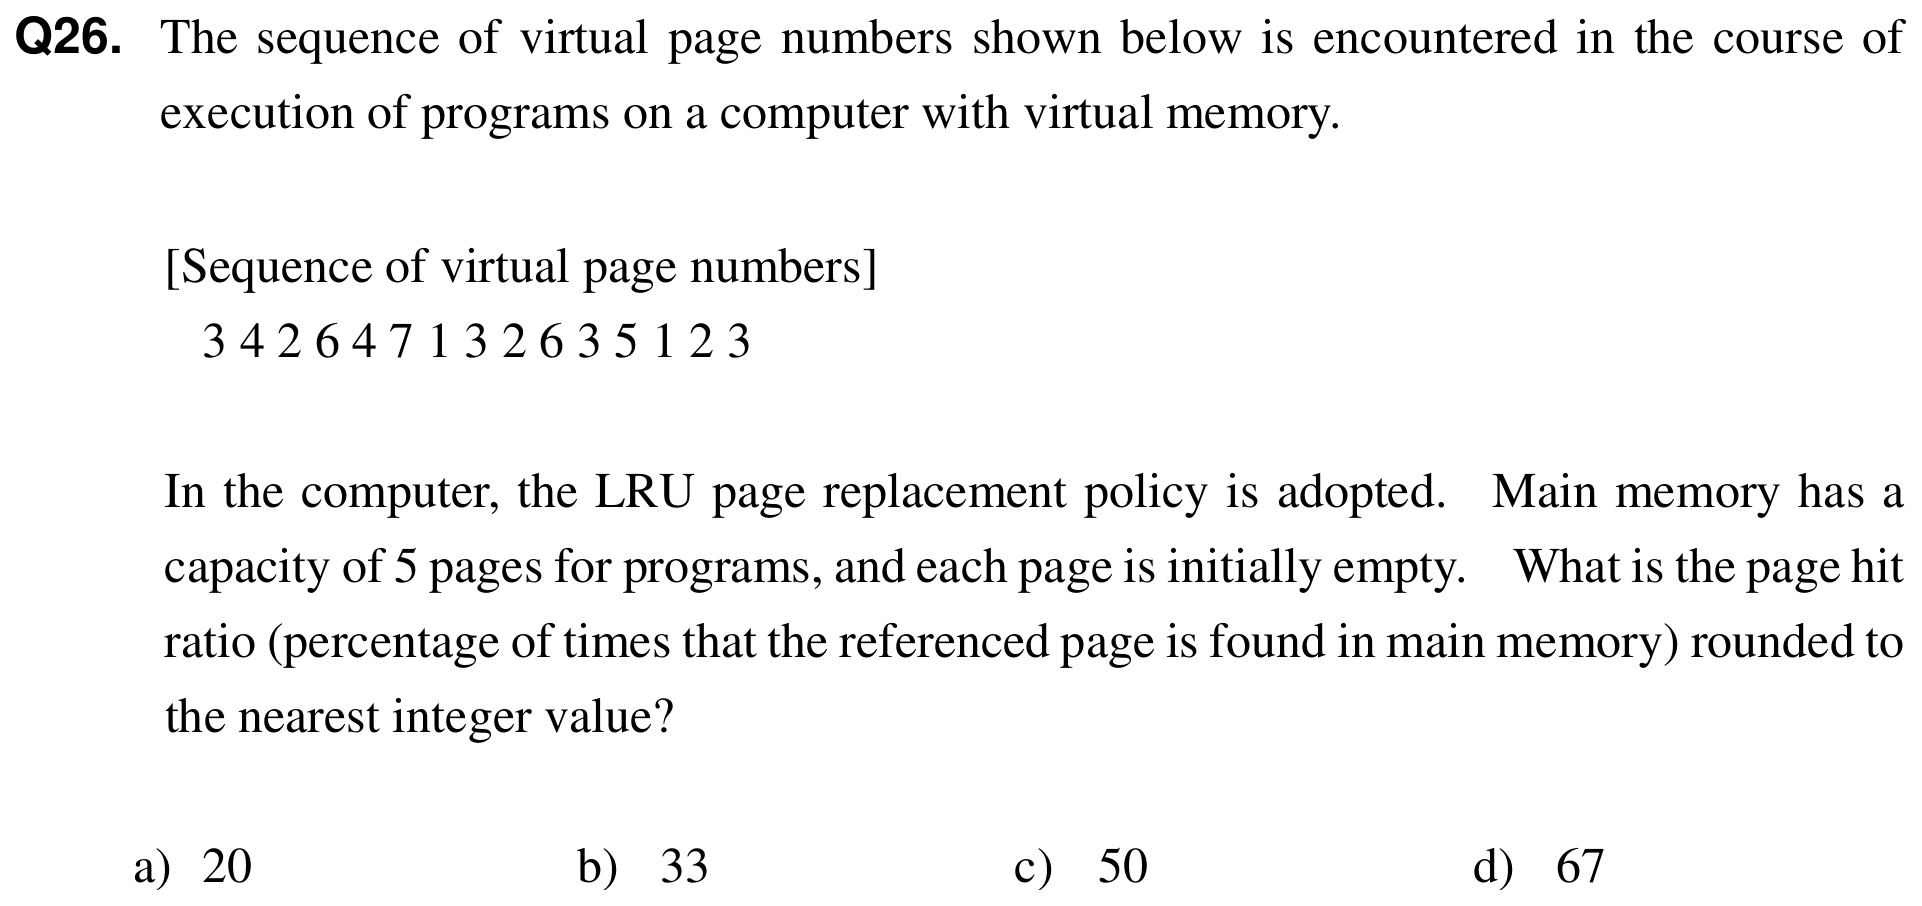 Q26. The sequence of virtual page numbers shown below is encountered in the course of
execution of programs on a computer with virtual memory.
[Sequence of virtual page numbers]
3 4 2 6 4 7 1 3 2 6 3 5 1 2 3
In the computer, the LRU page replacement policy is adopted. Main memory has a
capacity of 5 pages for programs, and each page is initially empty. What is the page hit
ratio (percentage of times that the referenced page is found in main memory) rounded to
the nearest integer value?
a) 20 b) 33 c) 50 d) 67